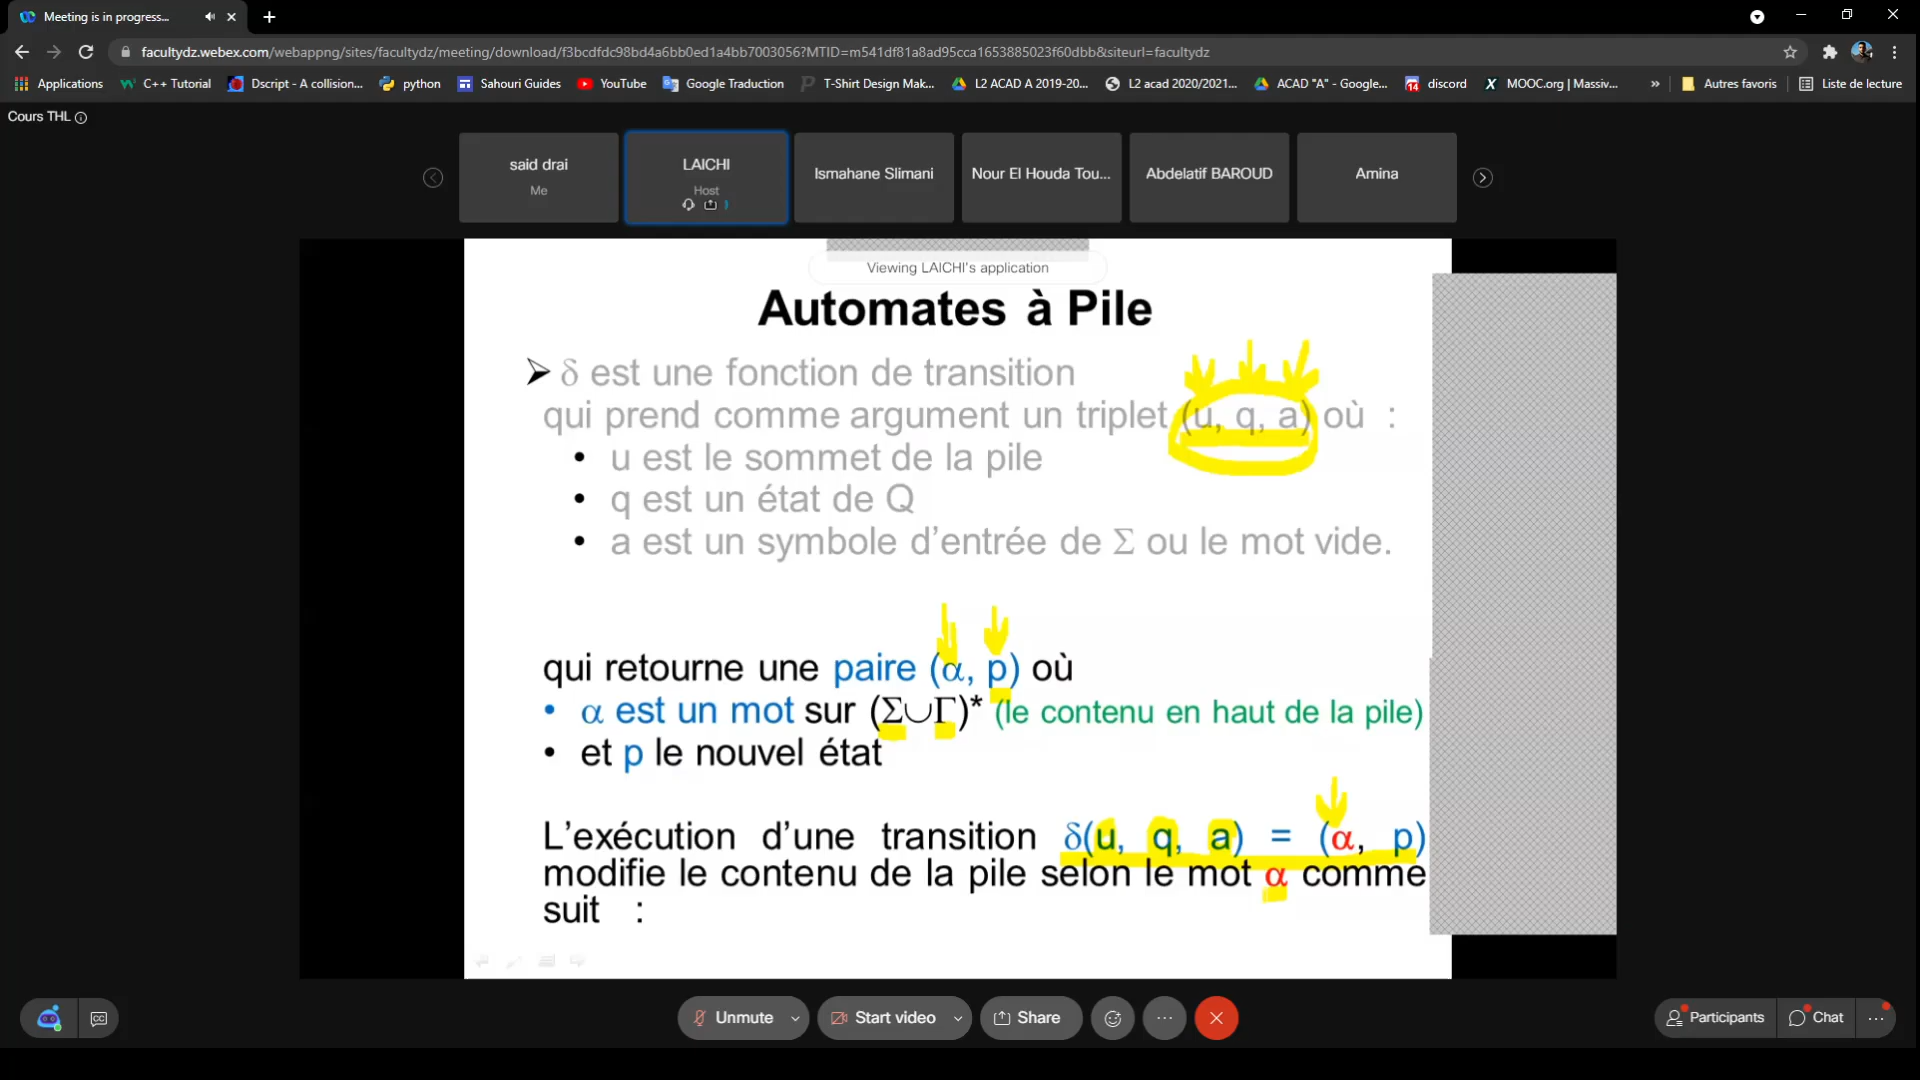 Meeting is in progress...
facultydz.webex.com/webappng/sites/facultydz/meeting/download/f3bcdfdc98bd4a6bb0ed1a4bb7003056?MTID=m541df81a8ad95cca1653885023f60dbb&siteurl=facultydz
Applications C++ Tutorial Dscript - A collision... python Sahouri Guides YouTube Google Traduction T-Shirt Design Mak... L2 ACAD A 2019-20... L2 acad 2020/2021... ACAD "A" - Google... 14 discord MOOC.org | Massiv... » Autres favoris Liste de lecture
Cours THL
said drai
Me
LAICHI
Host
Ismahane Slimani
Nour El Houda Tou...
Abdelatif BAROUD
Amina
Viewing LAICHI's application
Automates à Pile
➢ δ est une fonction de transition
qui prend comme argument un triplet (u, q, a) où :
• u est le sommet de la pile
• q est un état de Q
• a est un symbole d'entrée de Σ ou le mot vide.
qui retourne une paire (α, p) où
• α est un mot sur (Σ∪Γ)* (le contenu en haut de la pile)
• et p le nouvel état
L'exécution d'une transition δ(u, q, a) = (α, p)
modifie le contenu de la pile selon le mot α comme
suit :
Unmute Start video Share Participants Chat